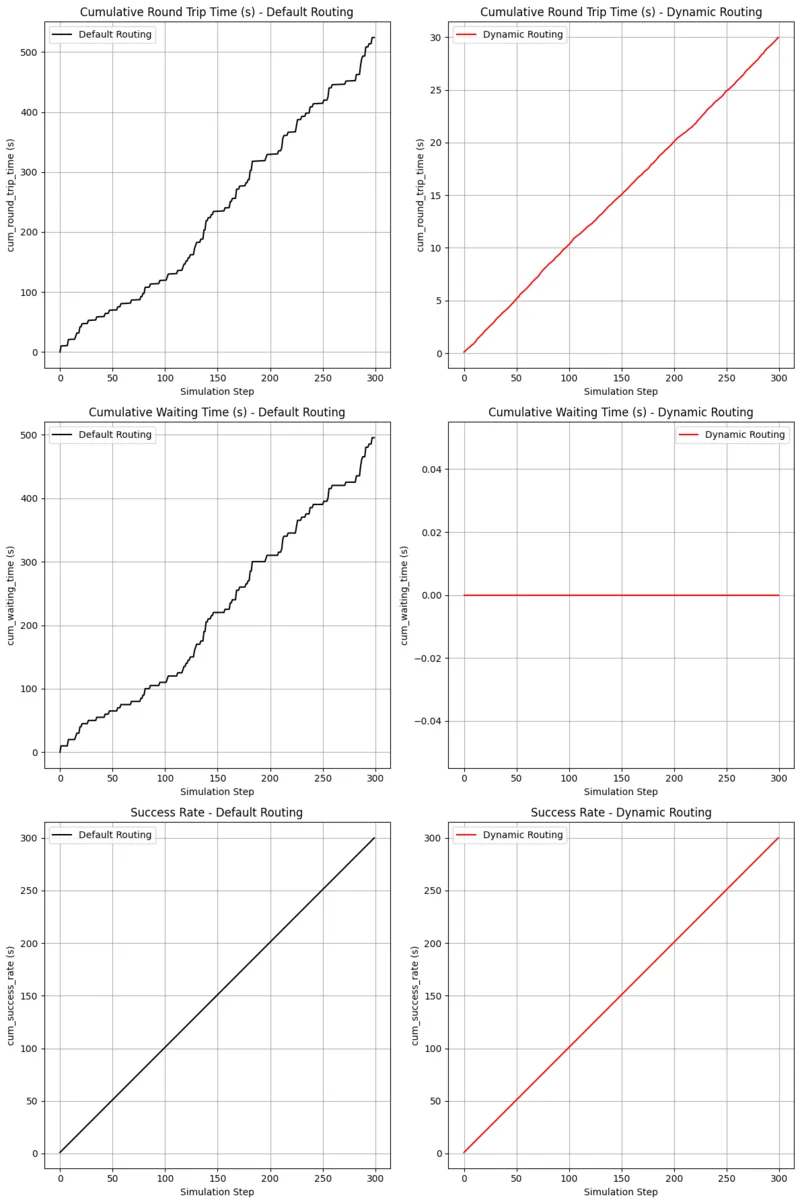 Cumulative Round Trip Time (s) - Default Routing
Default Routing
cum_round_trip_time (s)
500
400
300
200
100
0
0 50 100 150 200 250 300
Simulation Step
Cumulative Round Trip Time (s) - Dynamic Routing
Dynamic Routing
cum_round_trip_time (s)
30
25
20
15
10
5
0
0 50 100 150 200 250 300
Simulation Step
Cumulative Waiting Time (s) - Default Routing
Default Routing
cum_waiting_time (s)
500
400
300
200
100
0
0 50 100 150 200 250 300
Simulation Step
Cumulative Waiting Time (s) - Dynamic Routing
Dynamic Routing
cum_waiting_time (s)
0.04
0.02
0.00
−0.02
−0.04
0 50 100 150 200 250 300
Simulation Step
Success Rate - Default Routing
Default Routing
cum_success_rate (s)
300
250
200
150
100
50
0
0 50 100 150 200 250 300
Simulation Step
Success Rate - Dynamic Routing
Dynamic Routing
cum_success_rate (s)
300
250
200
150
100
50
0
0 50 100 150 200 250 300
Simulation Step